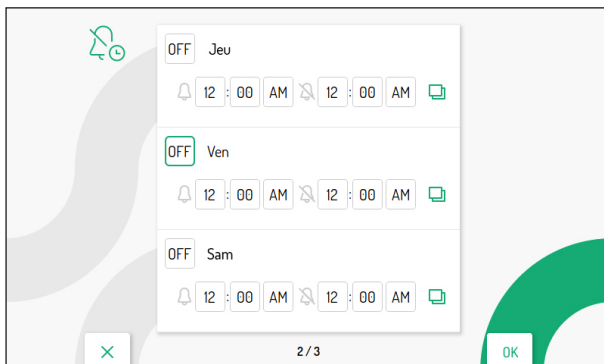 OFF Jeu
12 : 00 AM 12 : 00 AM
OFF Ven
12 : 00 AM 12 : 00 AM
OFF Sam
12 : 00 AM 12 : 00 AM
2 / 3 OK